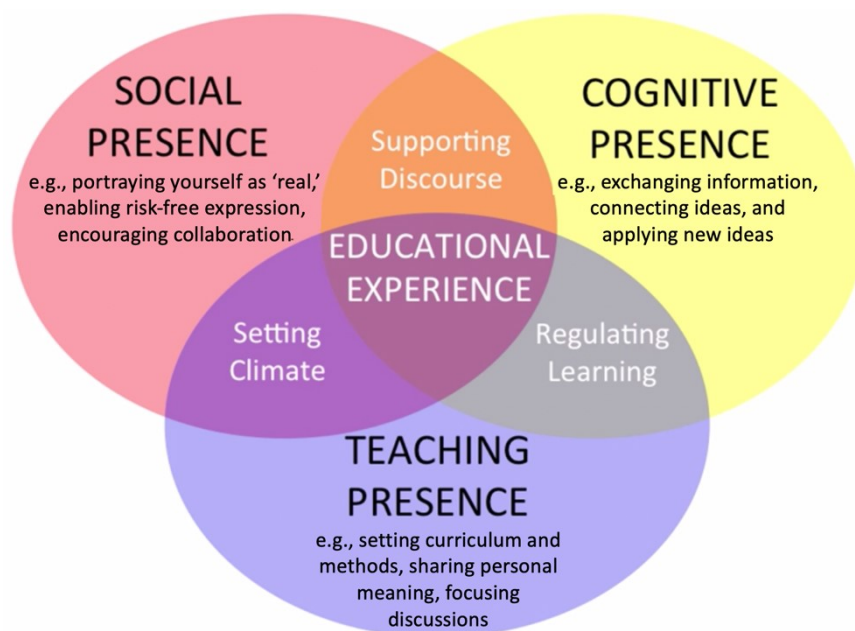 SOCIAL
PRESENCE
e.g., portraying yourself as ‘real,’
enabling risk-free expression,
encouraging collaboration
COGNITIVE
PRESENCE
e.g., exchanging information,
connecting ideas, and
applying new ideas
Supporting
Discourse
EDUCATIONAL
EXPERIENCE
Setting
Climate
Regulating
Learning
TEACHING
PRESENCE
e.g., setting curriculum and
methods, sharing personal
meaning, focusing
discussions